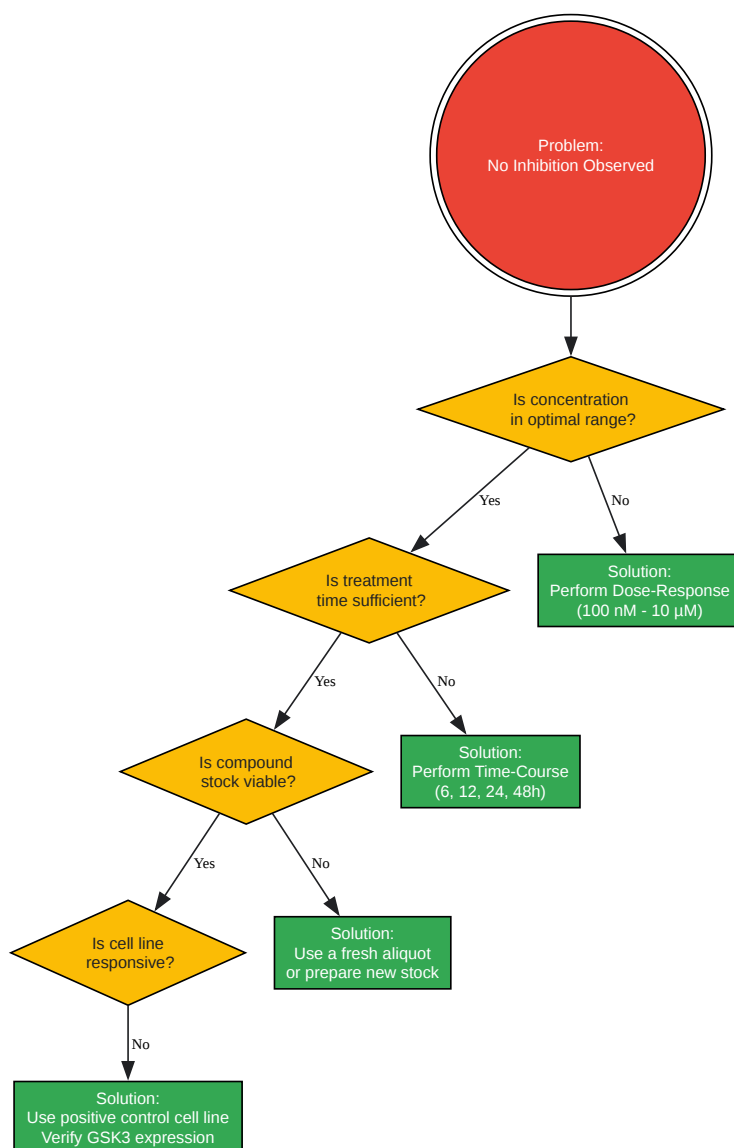 Problem:
No Inhibition Observed
Is concentration
in optimal range?
Yes
No
Is treatment
time sufficient?
Solution:
Perform Dose-Response
(100 nM - 10 µM)
Yes
No
Is compound
stock viable?
Solution:
Perform Time-Course
(6, 12, 24, 48h)
Yes
No
Is cell line
responsive?
Solution:
Use a fresh aliquot
or prepare new stock
No
Solution:
Use positive control cell line
Verify GSK3 expression